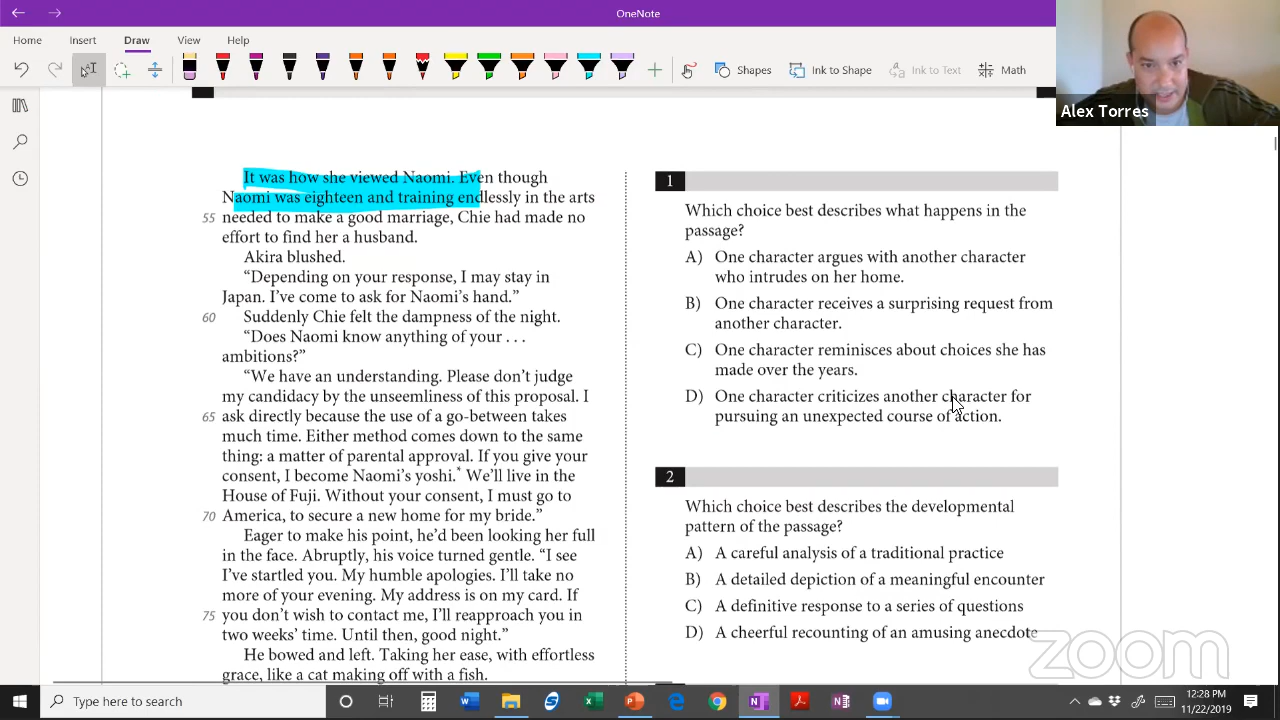 OneNote
Home Insert Draw View Help
Shapes Ink to Shape Ink to Text Math
Alex Torres
It was how she viewed Naomi. Even though
Naomi was eighteen and training endlessly in the arts
55 needed to make a good marriage, Chie had made no
effort to find her a husband.
Akira blushed.
“Depending on your response, I may stay in
Japan. I’ve come to ask for Naomi’s hand.”
60 Suddenly Chie felt the dampness of the night.
“Does Naomi know anything of your . . .
ambitions?”
“We have an understanding. Please don’t judge
my candidacy by the unseemliness of this proposal. I
65 ask directly because the use of a go-between takes
much time. Either method comes down to the same
thing: a matter of parental approval. If you give your
consent, I become Naomi’s yoshi.* We’ll live in the
House of Fuji. Without your consent, I must go to
70 America, to secure a new home for my bride.”
Eager to make his point, he’d been looking her full
in the face. Abruptly, his voice turned gentle. “I see
I’ve startled you. My humble apologies. I’ll take no
more of your evening. My address is on my card. If
75 you don’t wish to contact me, I’ll reapproach you in
two weeks’ time. Until then, good night.”
He bowed and left. Taking her ease, with effortless
grace, like a cat making off with a fish.
1
Which choice best describes what happens in the
passage?
A) One character argues with another character
who intrudes on her home.
B) One character receives a surprising request from
another character.
C) One character reminisces about choices she has
made over the years.
D) One character criticizes another character for
pursuing an unexpected course of action.
2
Which choice best describes the developmental
pattern of the passage?
A) A careful analysis of a traditional practice
B) A detailed depiction of a meaningful encounter
C) A definitive response to a series of questions
D) A cheerful recounting of an amusing anecdote
zoom
Type here to search
12:28 PM
11/22/2019